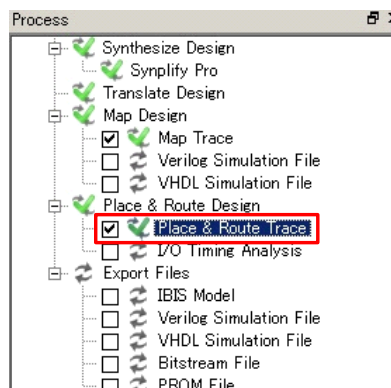 Process
Synthesize Design
Synplify Pro
Translate Design
Map Design
Map Trace
Verilog Simulation File
VHDL Simulation File
Place & Route Design
Place & Route Trace
I/O Timing Analysis
Export Files
IBIS Model
Verilog Simulation File
VHDL Simulation File
Bitstream File
PROM File